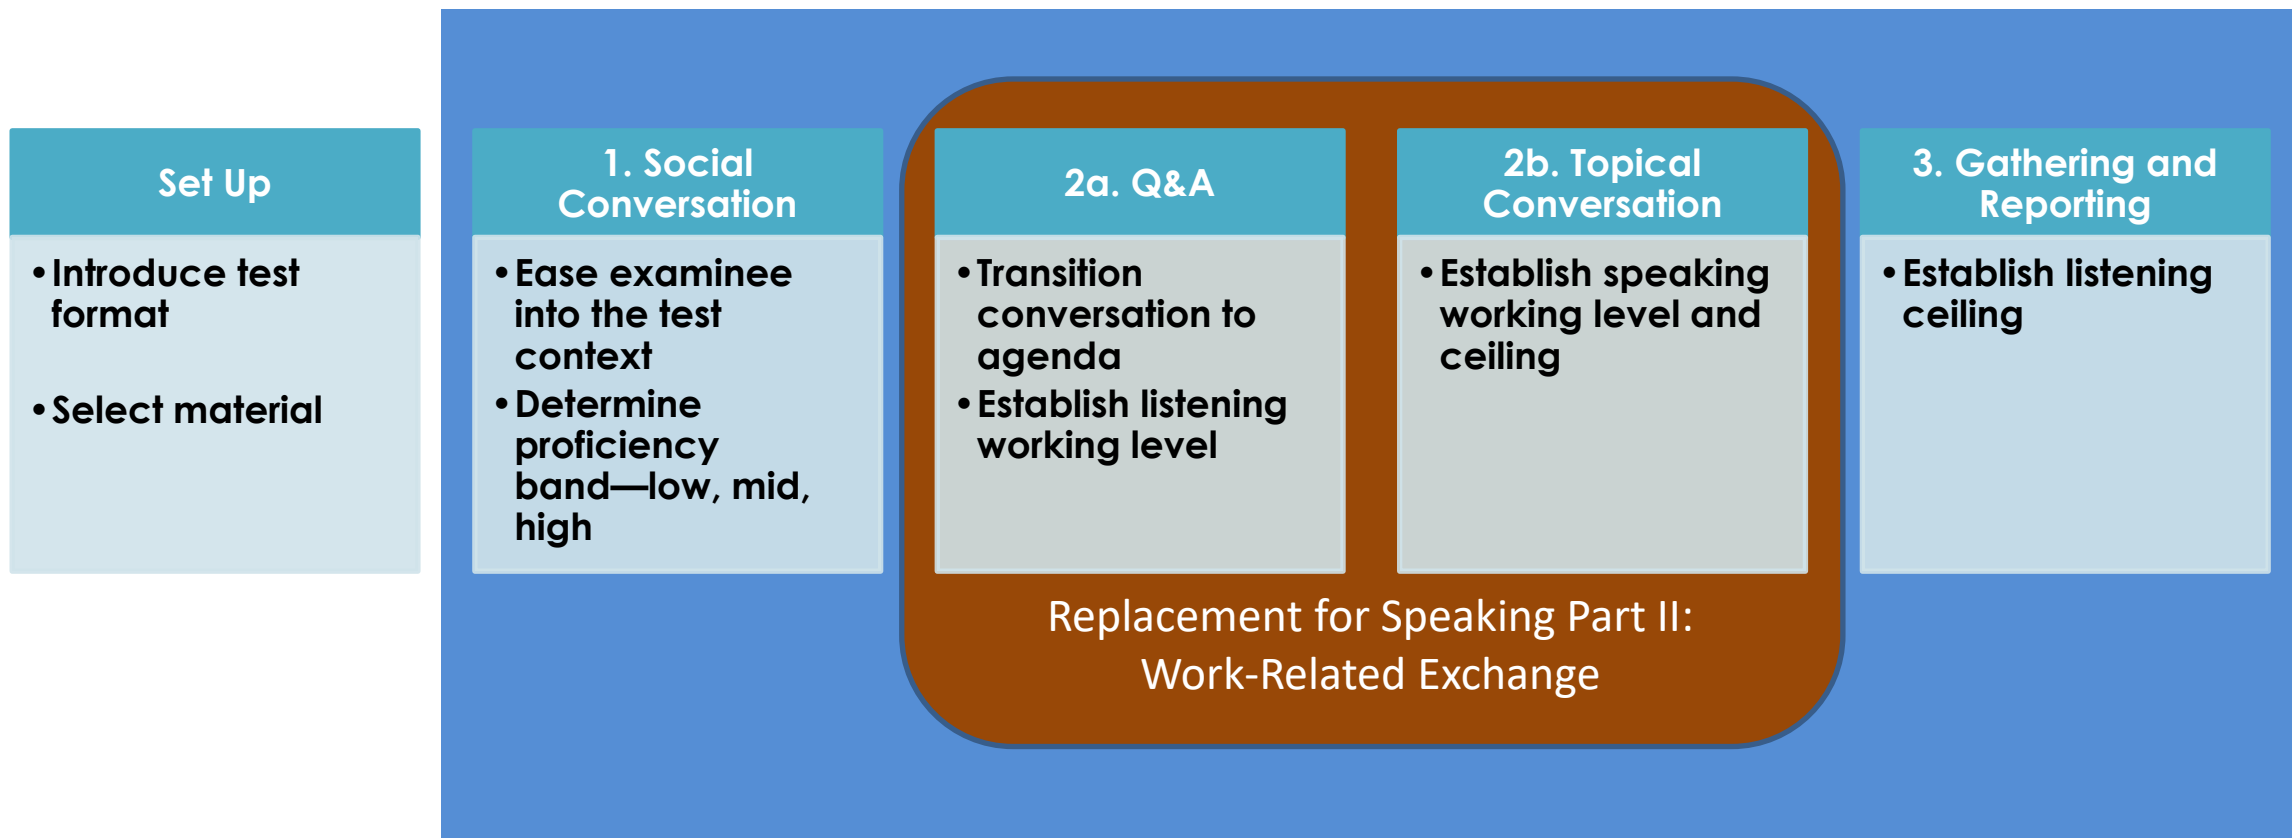 Set Up
•Introduce test
format
•Select material
1. Social
Conversation
•Ease examinee
into the test
context
•Determine
proficiency
band—low, mid,
high
2a. Q&A
•Transition
conversation to
agenda
•Establish listening
working level
2b. Topical
Conversation
•Establish speaking
working level and
ceiling
3. Gathering and
Reporting
•Establish listening
ceiling
Replacement for Speaking Part II:
Work-Related Exchange